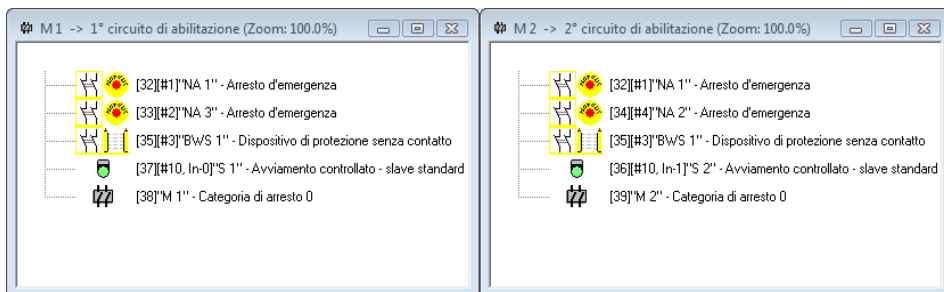 M 1 -> 1° circuito di abilitazione (Zoom: 100.0%)
[32][#1]"NA 1" - Arresto d'emergenza
[33][#2]"NA 3" - Arresto d'emergenza
[35][#3]"BWS 1" - Dispositivo di protezione senza contatto
[37][#10, In-0]"S 1" - Avviamento controllato - slave standard
[38]"M 1" - Categoria di arresto 0
M 2 -> 2° circuito di abilitazione (Zoom: 100.0%)
[32][#1]"NA 1" - Arresto d'emergenza
[34][#4]"NA 2" - Arresto d'emergenza
[35][#3]"BWS 1" - Dispositivo di protezione senza contatto
[36][#10, In-1]"S 2" - Avviamento controllato - slave standard
[39]"M 2" - Categoria di arresto 0